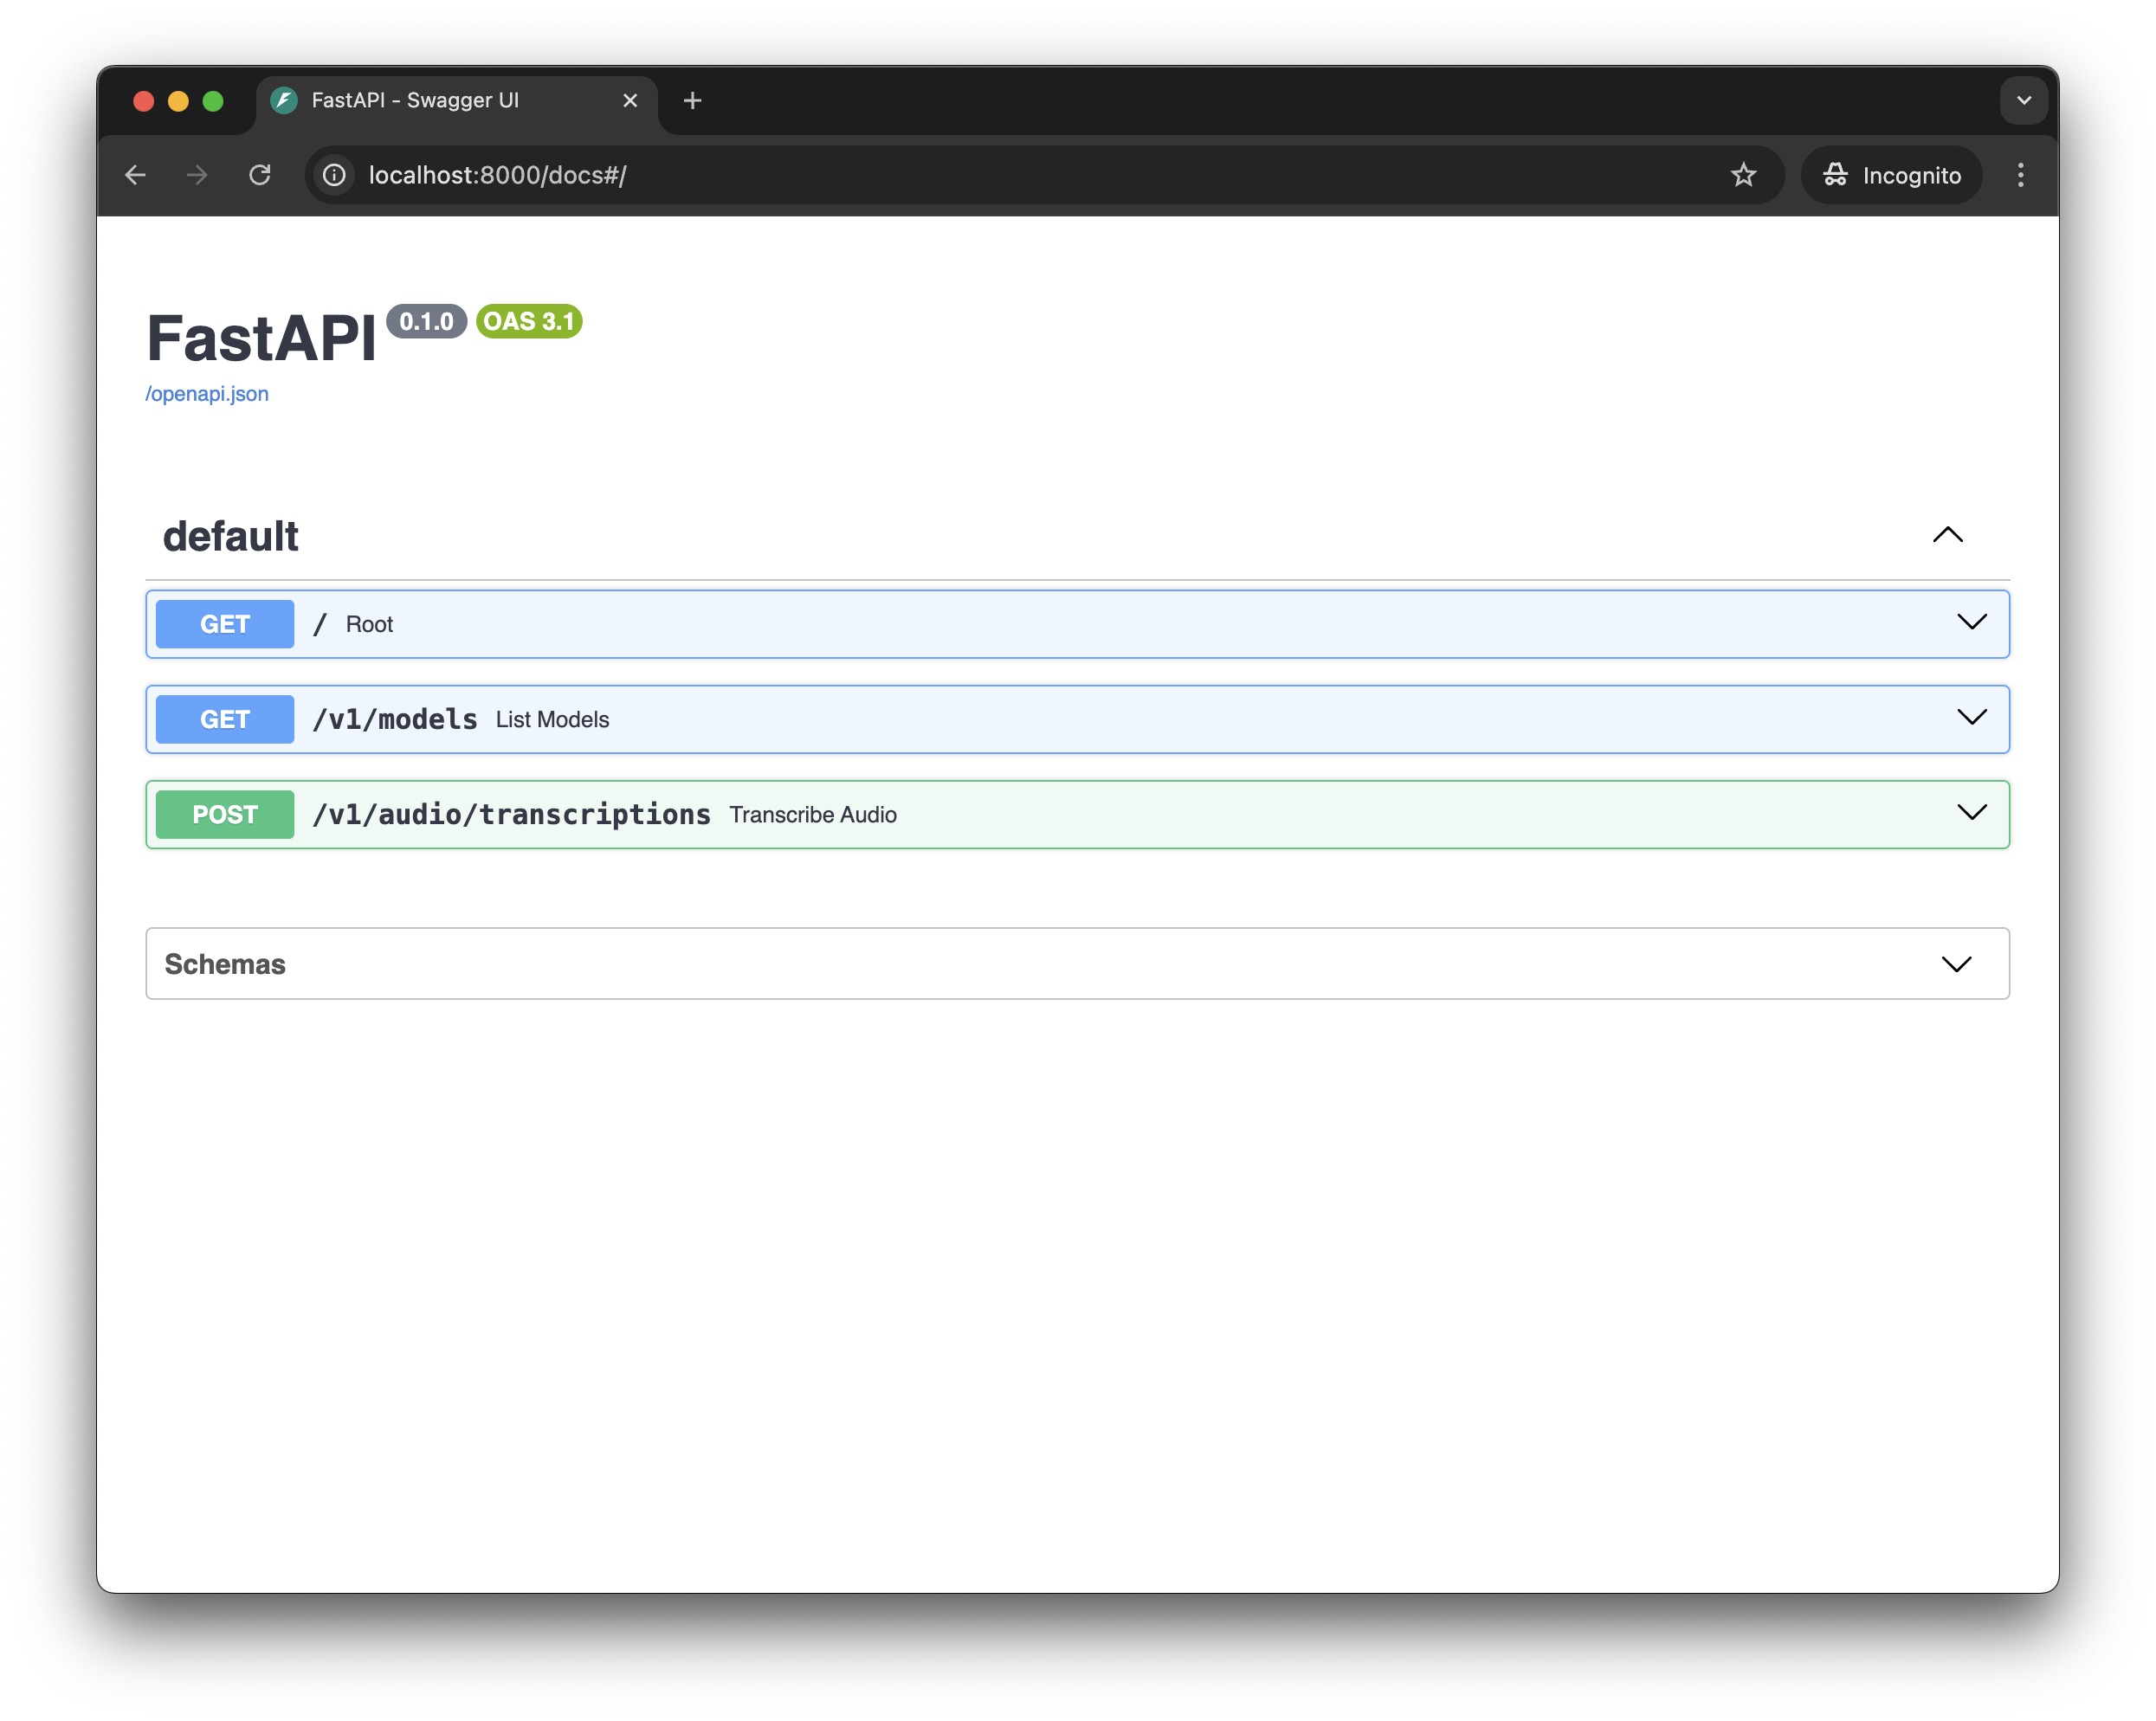 FastAPI - Swagger UI
localhost:8000/docs#/
Incognito
FastAPI 0.1.0 OAS 3.1
/openapi.json
default
GET / Root
GET /v1/models List Models
POST /v1/audio/transcriptions Transcribe Audio
Schemas